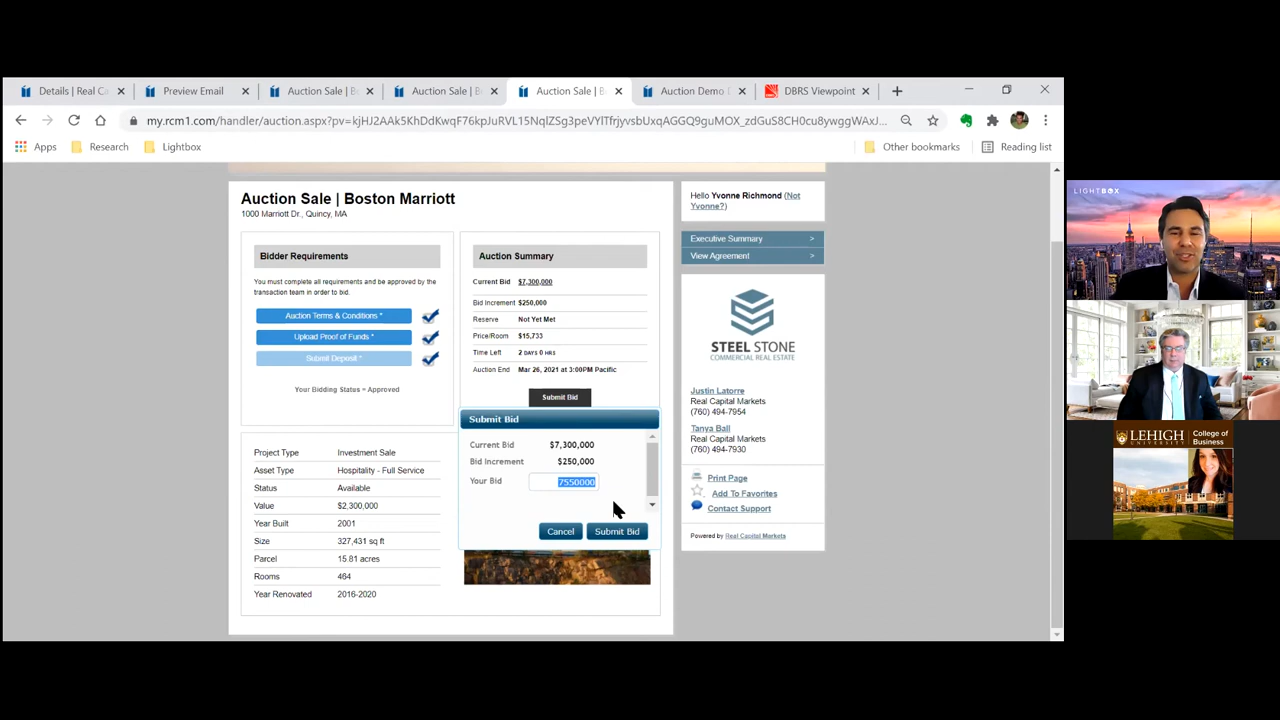 Details | Real Ca
Preview Email
Auction Sale | B
Auction Sale | B
Auction Sale | B
Auction Demo D
DBRS Viewpoint
Apps
Research
Lightbox
Other bookmarks
Reading list
Auction Sale | Boston Marriott
1000 Marriott Dr., Quincy, MA
Bidder Requirements
You must complete all requirements and be approved by the
transaction team in order to bid.
Auction Terms & Conditions *
Upload Proof of Funds *
Submit Deposit *
Your Bidding Status = Approved
Auction Summary
Current Bid $7,300,000
Bid Increment $250,000
Reserve Not Yet Met
Price/Room $15,733
Time Left 2 DAYS 0 HRS
Auction End Mar 26, 2021 at 3:00PM Pacific
Submit Bid
Submit Bid
Current Bid $7,300,000
Bid Increment $250,000
Your Bid 7550000
Cancel Submit Bid
Project Type Investment Sale
Asset Type Hospitality - Full Service
Status Available
Value $2,300,000
Year Built 2001
Size 327,431 sq ft
Parcel 15.81 acres
Rooms 464
Year Renovated 2016-2020
Hello Yvonne Richmond (Not
Yvonne?)
Executive Summary >
View Agreement >
STEEL STONE
COMMERCIAL REAL ESTATE
Justin Latorre
Real Capital Markets
(760) 494-7954
Tanya Ball
Real Capital Markets
(760) 494-7930
Print Page
Add To Favorites
Contact Support
Powered by Real Capital Markets
LIGHTBOX
LEHIGH
UNIVERSITY
College of
Business